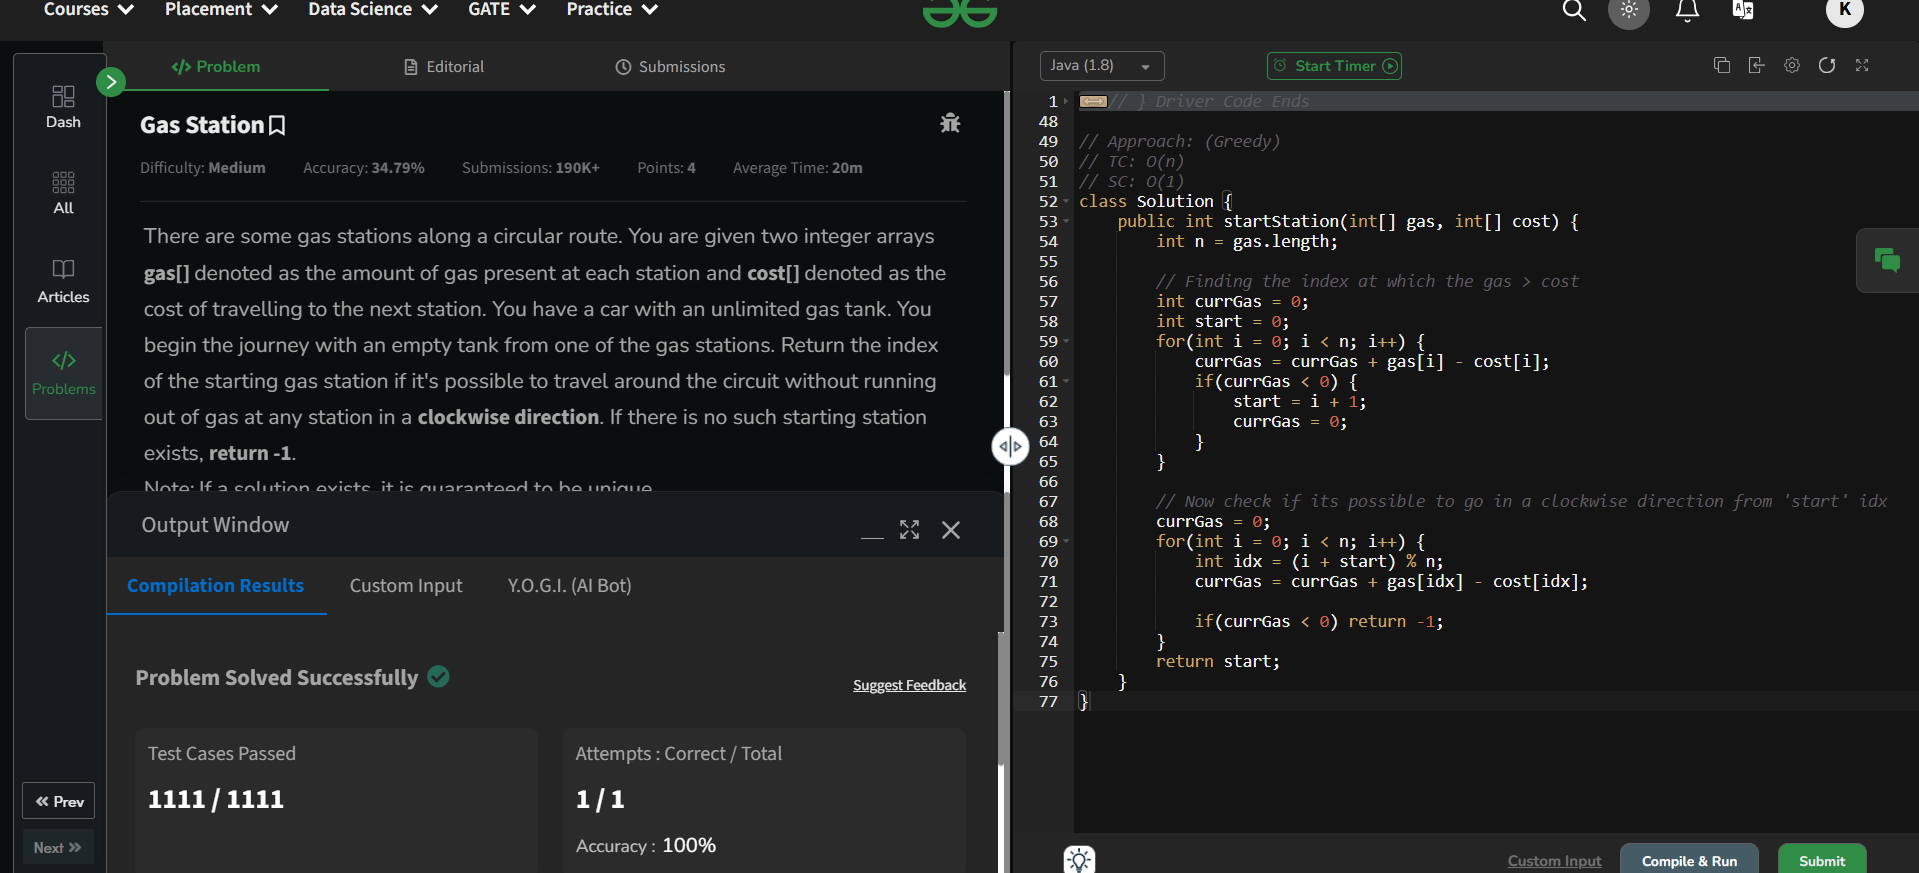 Courses Placement Data Science GATE Practice
K
Problem Editorial Submissions
Dash
All
Articles
Problems
Prev
Next
Gas Station
Difficulty: Medium Accuracy: 34.79% Submissions: 190K+ Points: 4 Average Time: 20m
There are some gas stations along a circular route. You are given two integer arrays
gas[] denoted as the amount of gas present at each station and cost[] denoted as the
cost of travelling to the next station. You have a car with an unlimited gas tank. You
begin the journey with an empty tank from one of the gas stations. Return the index
of the starting gas station if it's possible to travel around the circuit without running
out of gas at any station in a clockwise direction. If there is no such starting station
exists, return -1.
Note: If a solution exists, it is guaranteed to be unique
Output Window
Compilation Results Custom Input Y.O.G.I. (AI Bot)
Problem Solved Successfully
Suggest Feedback
Test Cases Passed
1111 / 1111
Attempts : Correct / Total
1 / 1
Accuracy : 100%
Java (1.8) Start Timer
1 // } Driver Code Ends
48
49 // Approach: (Greedy)
50 // TC: O(n)
51 // SC: O(1)
52 class Solution {
53 public int startStation(int[] gas, int[] cost) {
54 int n = gas.length;
55
56 // Finding the index at which the gas > cost
57 int currGas = 0;
58 int start = 0;
59 for(int i = 0; i < n; i++) {
60 currGas = currGas + gas[i] - cost[i];
61 if(currGas < 0) {
62 start = i + 1;
63 currGas = 0;
64 }
65 }
66
67 // Now check if its possible to go in a clockwise direction from 'start' idx
68 currGas = 0;
69 for(int i = 0; i < n; i++) {
70 int idx = (i + start) % n;
71 currGas = currGas + gas[idx] - cost[idx];
72
73 if(currGas < 0) return -1;
74 }
75 return start;
76 }
77 }
Custom Input Compile & Run Submit